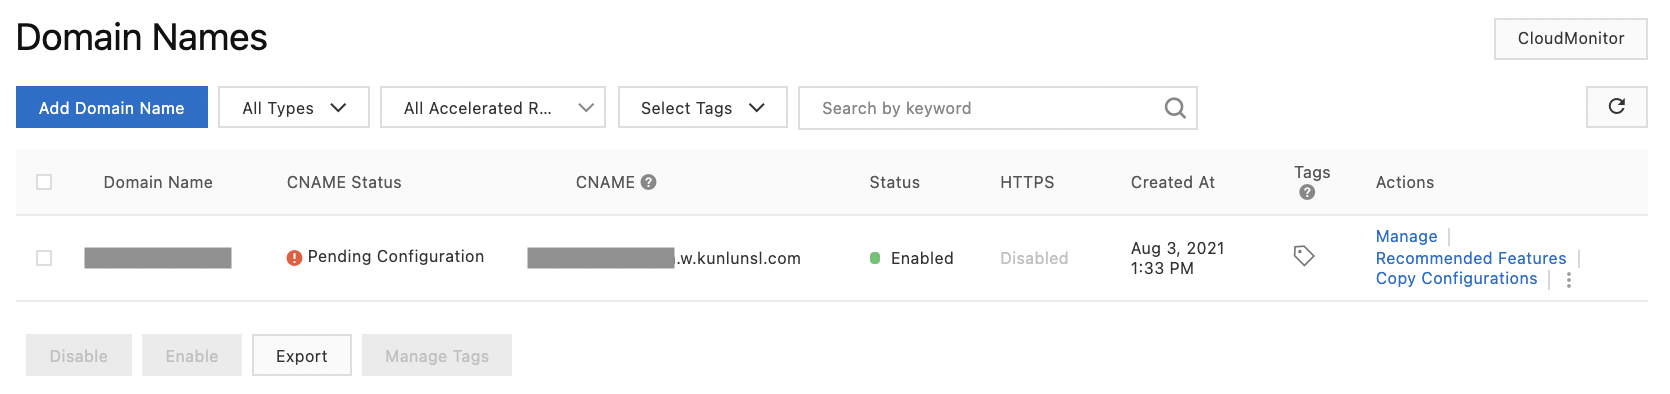 Domain Names
CloudMonitor
Add Domain Name
All Types
All Accelerated R...
Select Tags
Search by keyword
Domain Name
CNAME Status
CNAME
Status
HTTPS
Created At
Tags
Actions
Pending Configuration
.w.kunlunsl.com
Enabled
Disabled
Aug 3, 2021
1:33 PM
Manage
Recommended Features
Copy Configurations
Disable
Enable
Export
Manage Tags